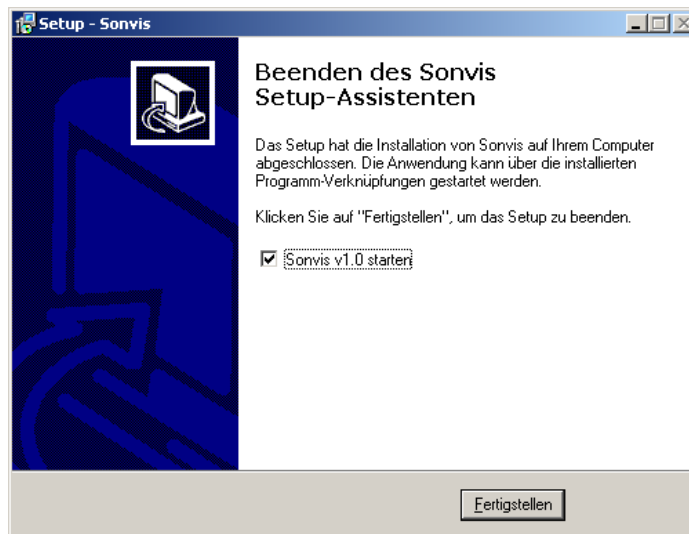 Setup - Sonvis
Beenden des Sonvis
Setup-Assistenten
Das Setup hat die Installation von Sonvis auf Ihrem Computer
abgeschlossen. Die Anwendung kann über die installierten
Programm-Verknüpfungen gestartet werden.
Klicken Sie auf "Fertigstellen", um das Setup zu beenden.
Sonvis v1.0 starten
Fertigstellen